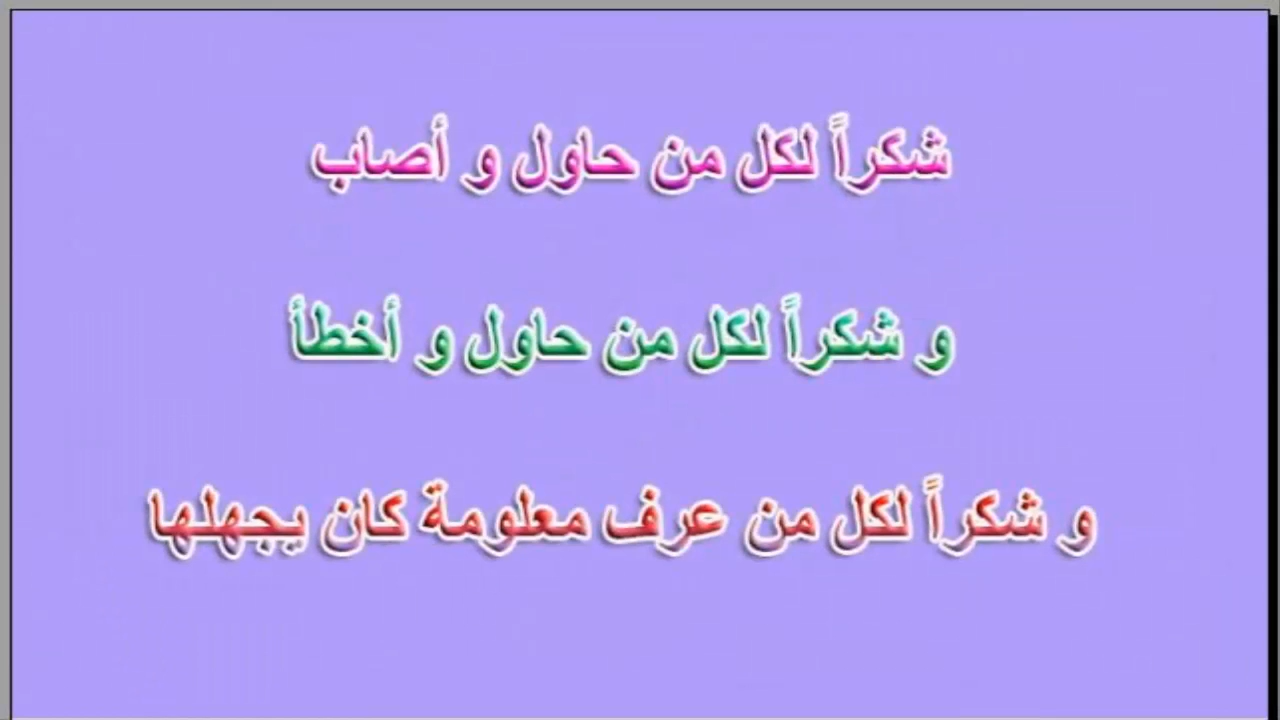 شكراً لكل من حاول و أصاب
و شكراً لكل من حاول و أخطأ
و شكراً لكل من عرف معلومة كان يجهلها